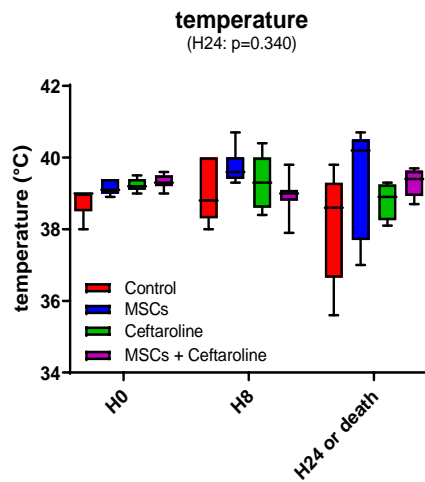 temperature
(H24: p=0.340)
42
40
38
36
34
temperature (°C)
Control
MSCs
Ceftaroline
MSCs + Ceftaroline
H0
H8
H24 or death